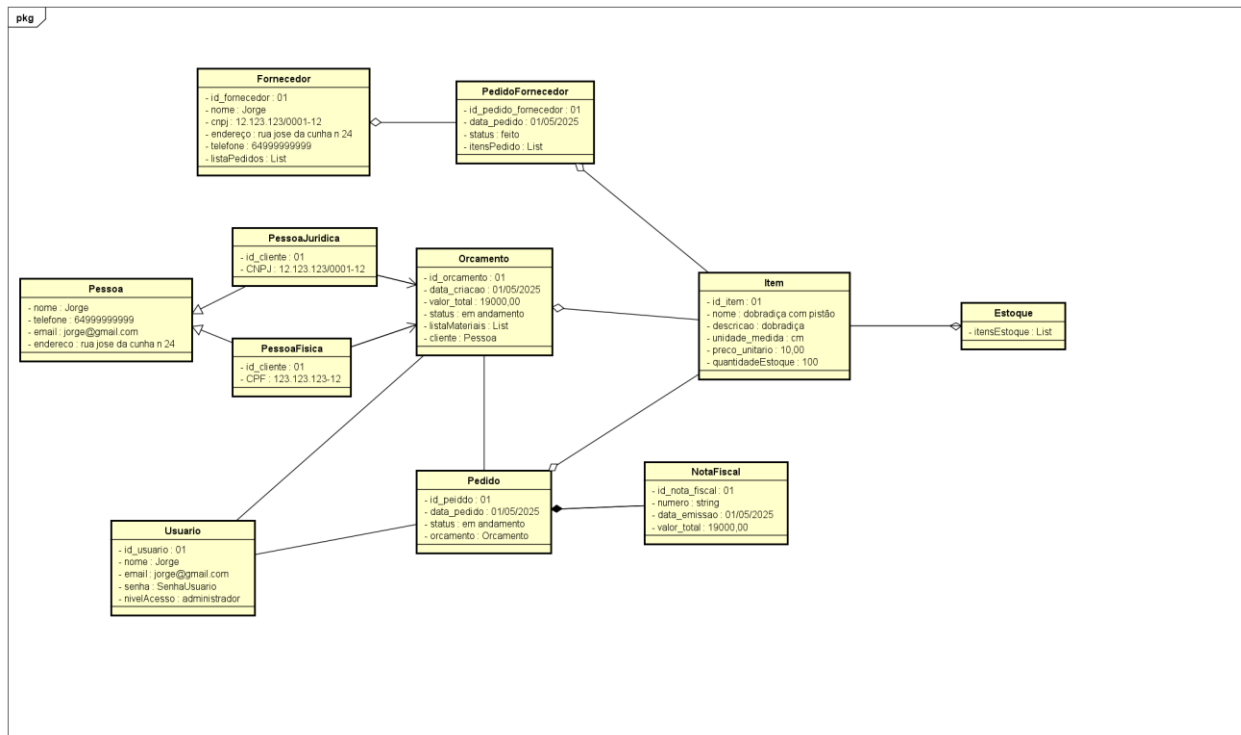 pkg
Fornecedor
- id_fornecedor : 01
- nome : Jorge
- cnpj : 12.123.123/0001-12
- endereço : rua jose da cunha n 24
- telefone : 64999999999
- listaPedidos : List
PedidoFornecedor
- id_pedido_fornecedor : 01
- data_pedido : 01/05/2025
- status : feito
- itensPedido : List
PessoaJuridica
- id_cliente : 01
- CNPJ : 12.123.123/0001-12
Pessoa
- nome : Jorge
- telefone : 64999999999
- email : jorge@gmail.com
- endereco : rua jose da cunha n 24
PessoaFisica
- id_cliente : 01
- CPF : 123.123.123-12
Orcamento
- id_orcamento : 01
- data_criacao : 01/05/2025
- valor_total : 19000,00
- status : em andamento
- listaMateriais : List
- cliente : Pessoa
Item
- id_item : 01
- nome : dobradiça com pistão
- descricao : dobradiça
- unidade_medida : cm
- preco_unitario : 10,00
- quantidadeEstoque : 100
Estoque
- itensEstoque : List
Pedido
- id_peiddo : 01
- data_pedido : 01/05/2025
- status : em andamento
- orcamento : Orcamento
NotaFiscal
- id_nota_fiscal : 01
- numero : string
- data_emissao : 01/05/2025
- valor_total : 19000,00
Usuario
- id_usuario : 01
- nome : Jorge
- email : jorge@gmail.com
- senha : SenhaUsuario
- nivelAcesso : administrador